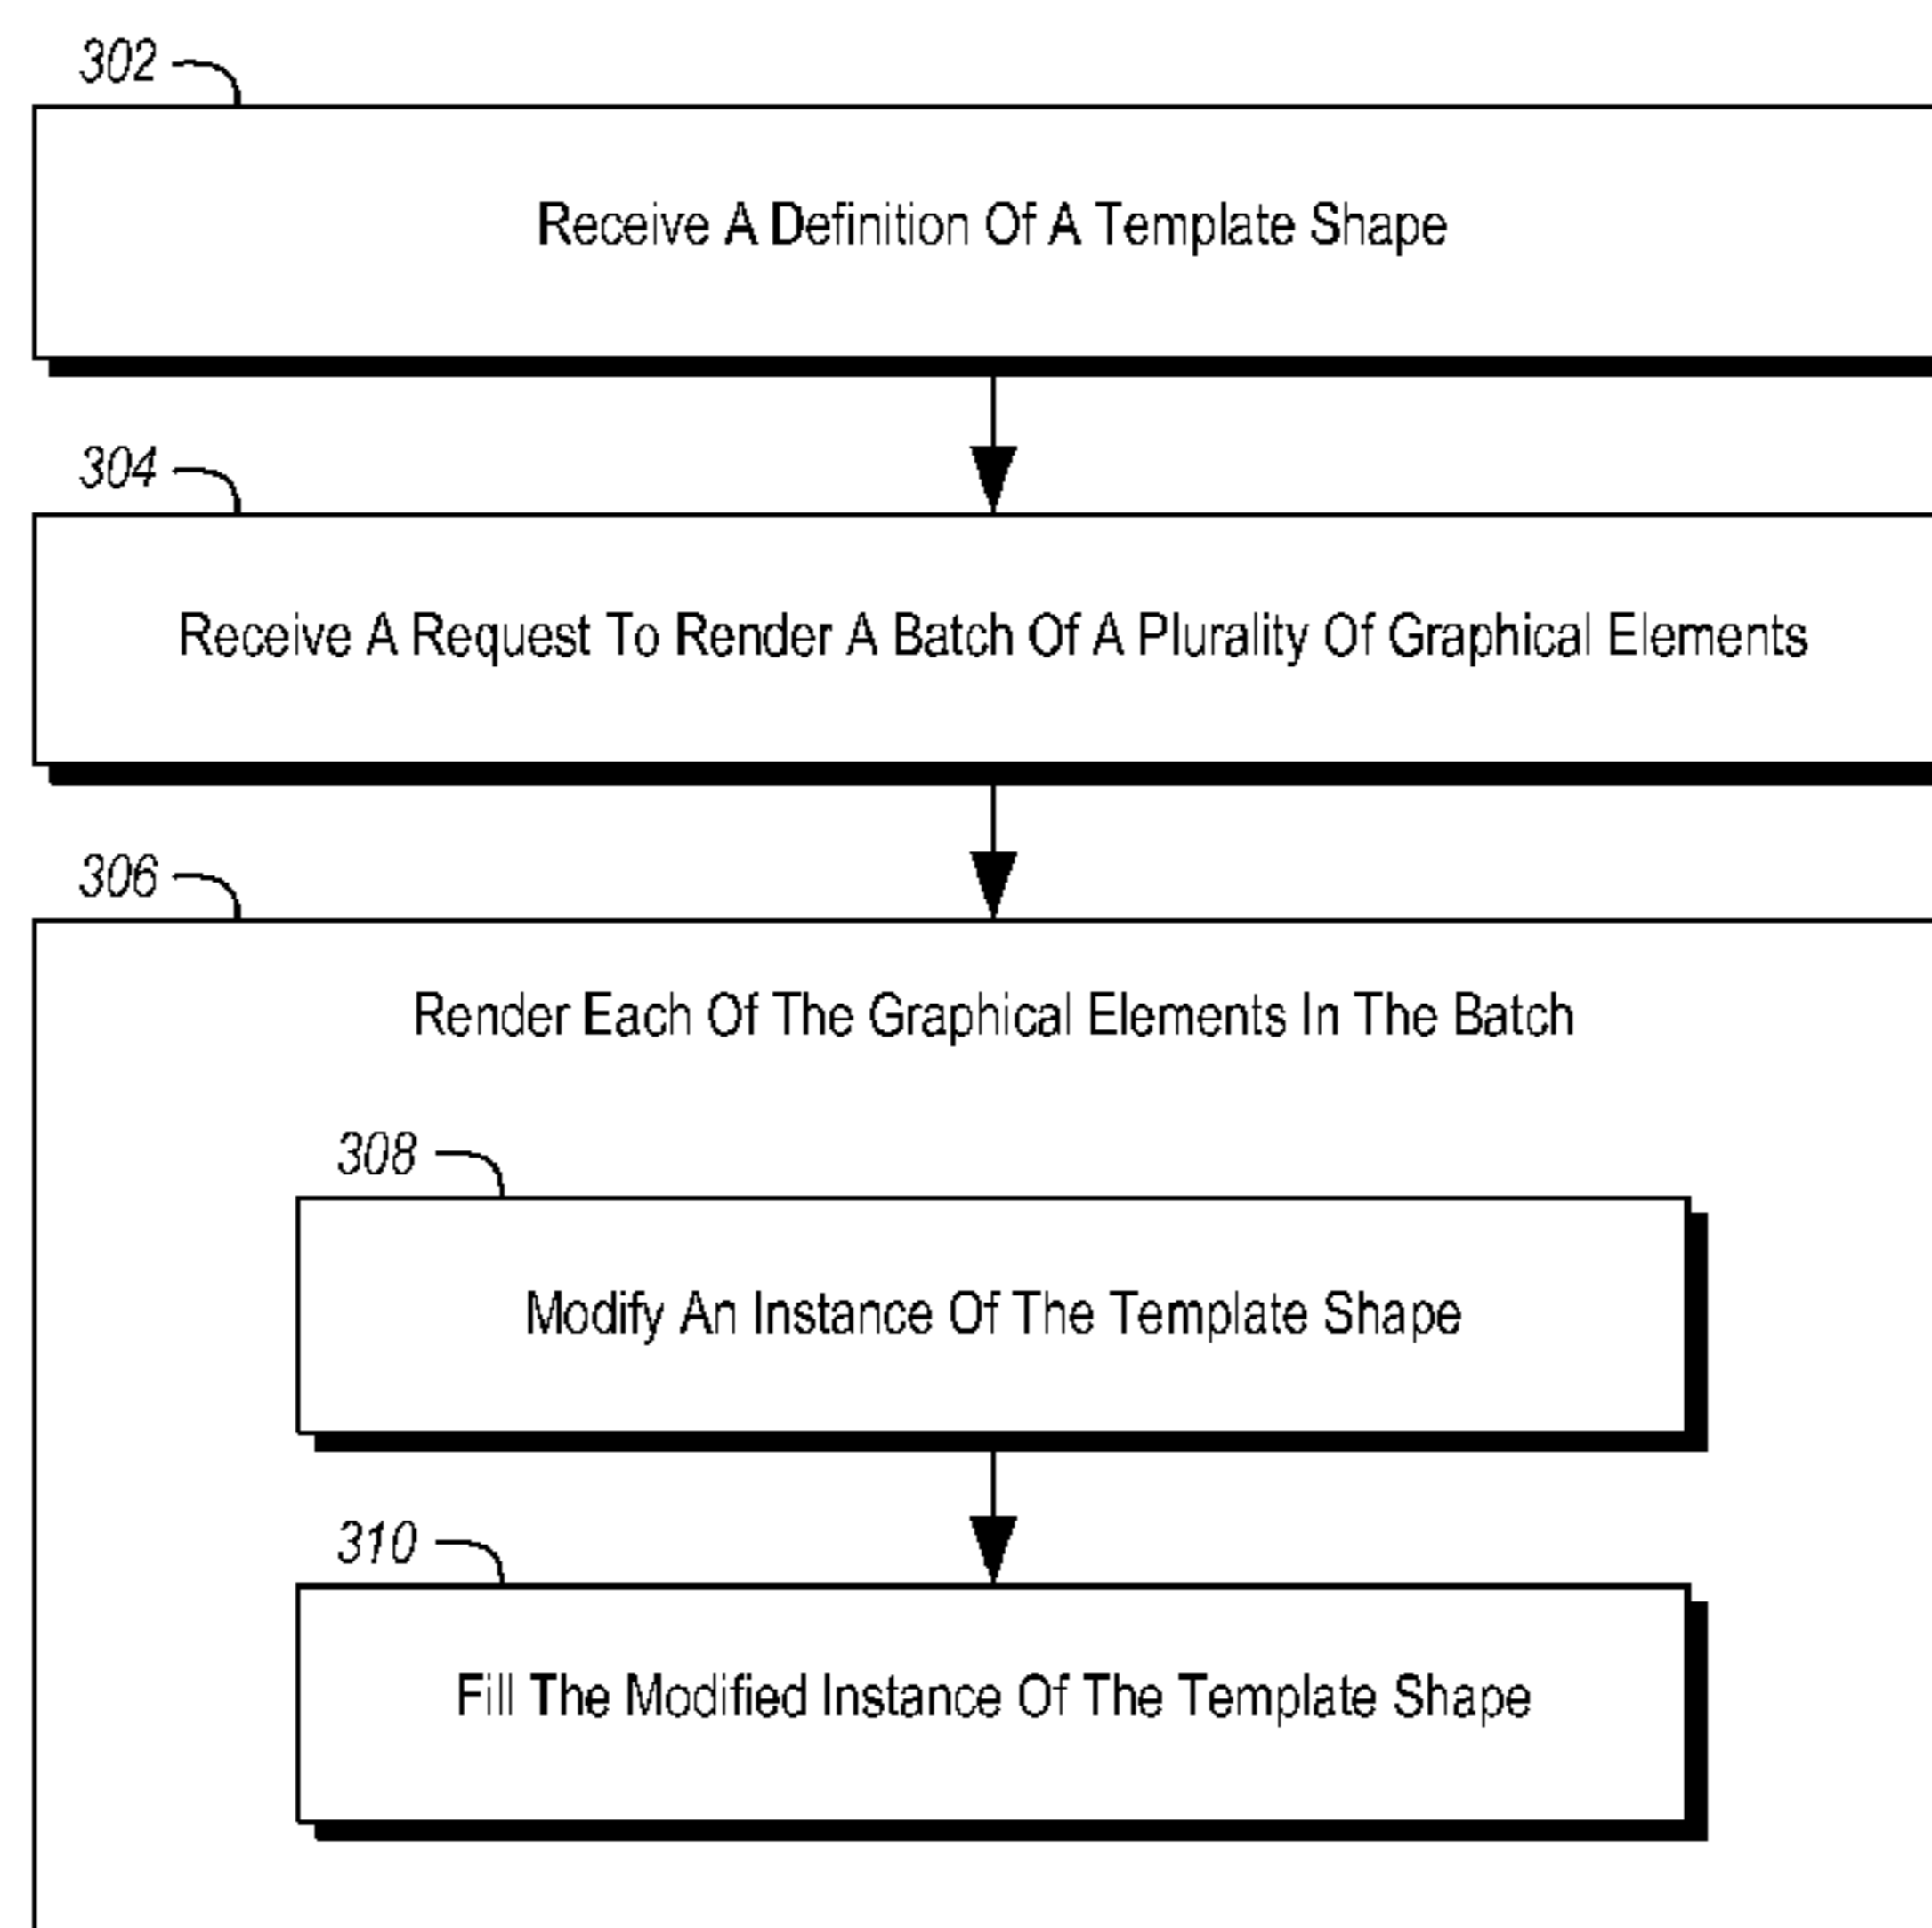 302
Receive A Definition Of A Template Shape
304
Receive A Request To Render A Batch Of A Plurality Of Graphical Elements
306
Render Each Of The Graphical Elements In The Batch
308
Modify An Instance Of The Template Shape
310
Fill The Modified Instance Of The Template Shape